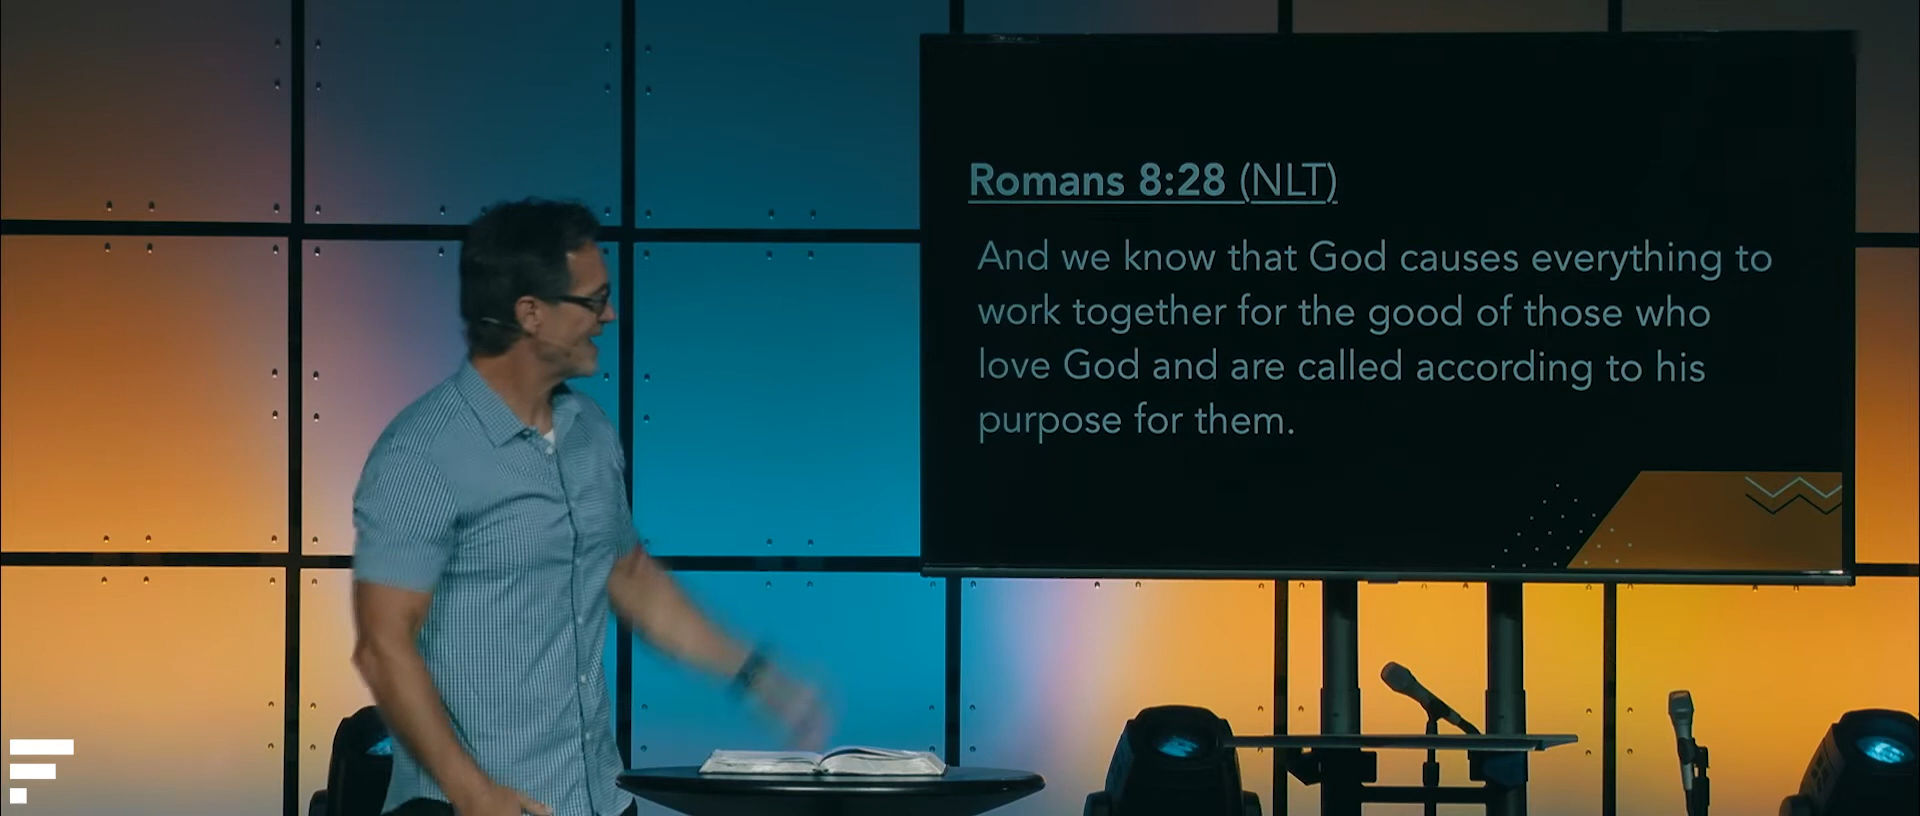 Romans 8:28 (NLT)
And we know that God causes everything to
work together for the good of those who
love God and are called according to his
purpose for them.